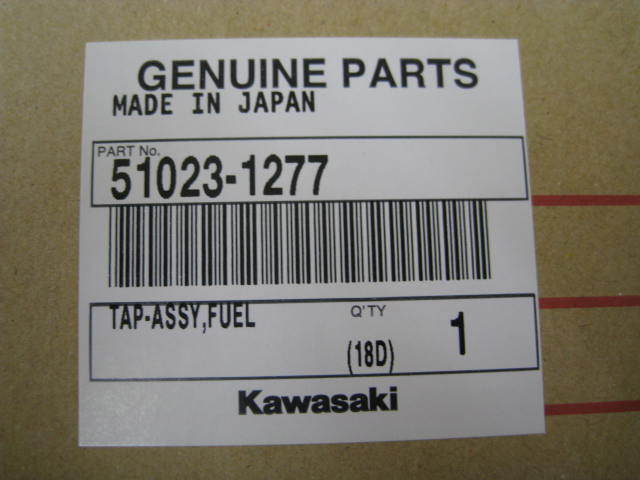 GENUINE PARTS
MADE IN JAPAN
PART No.
51023-1277
TAP-ASSY,FUEL Q'TY
(18D) 1
Kawasaki